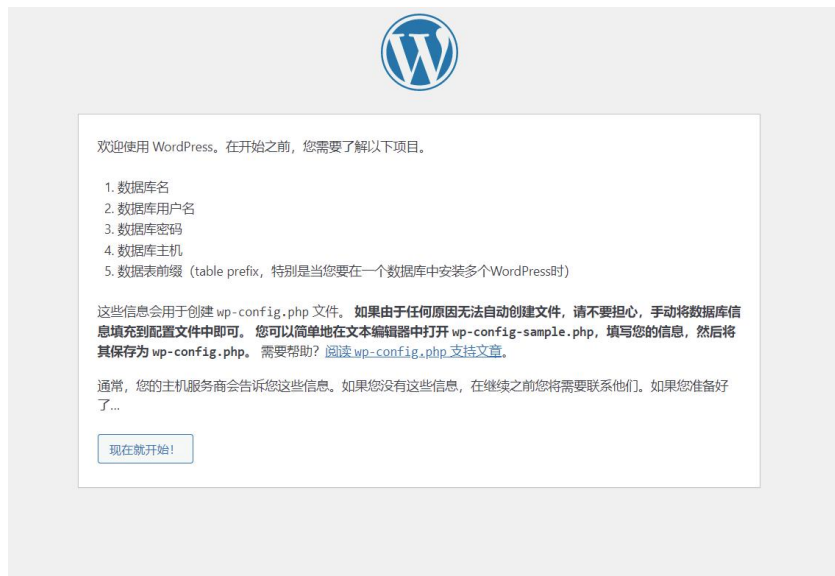 欢迎使用 WordPress。在开始之前，您需要了解以下项目。
1. 数据库名
2. 数据库用户名
3. 数据库密码
4. 数据库主机
5. 数据表前缀（table prefix，特别是当您要在一个数据库中安装多个WordPress时）
这些信息会用于创建 wp-config.php 文件。 如果由于任何原因无法自动创建文件，请不要担心，手动将数据库信
息填充到配置文件中即可。 您可以简单地在文本编辑器中打开 wp-config-sample.php，填写您的信息，然后将
其保存为 wp-config.php。 需要帮助？阅读 wp-config.php 支持文章。
通常，您的主机服务商会告诉您这些信息。如果您没有这些信息，在继续之前您将需要联系他们。如果您准备好
了…
现在就开始！